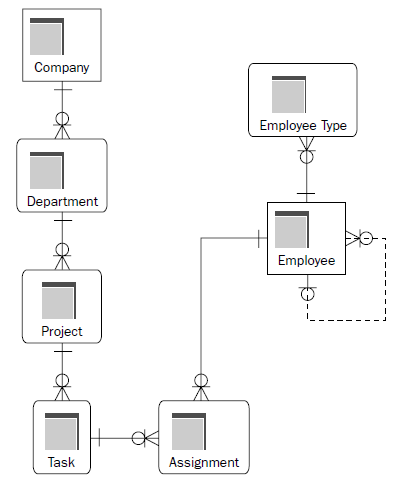 Company
Employee Type
Department
Employee
Project
Task
Assignment